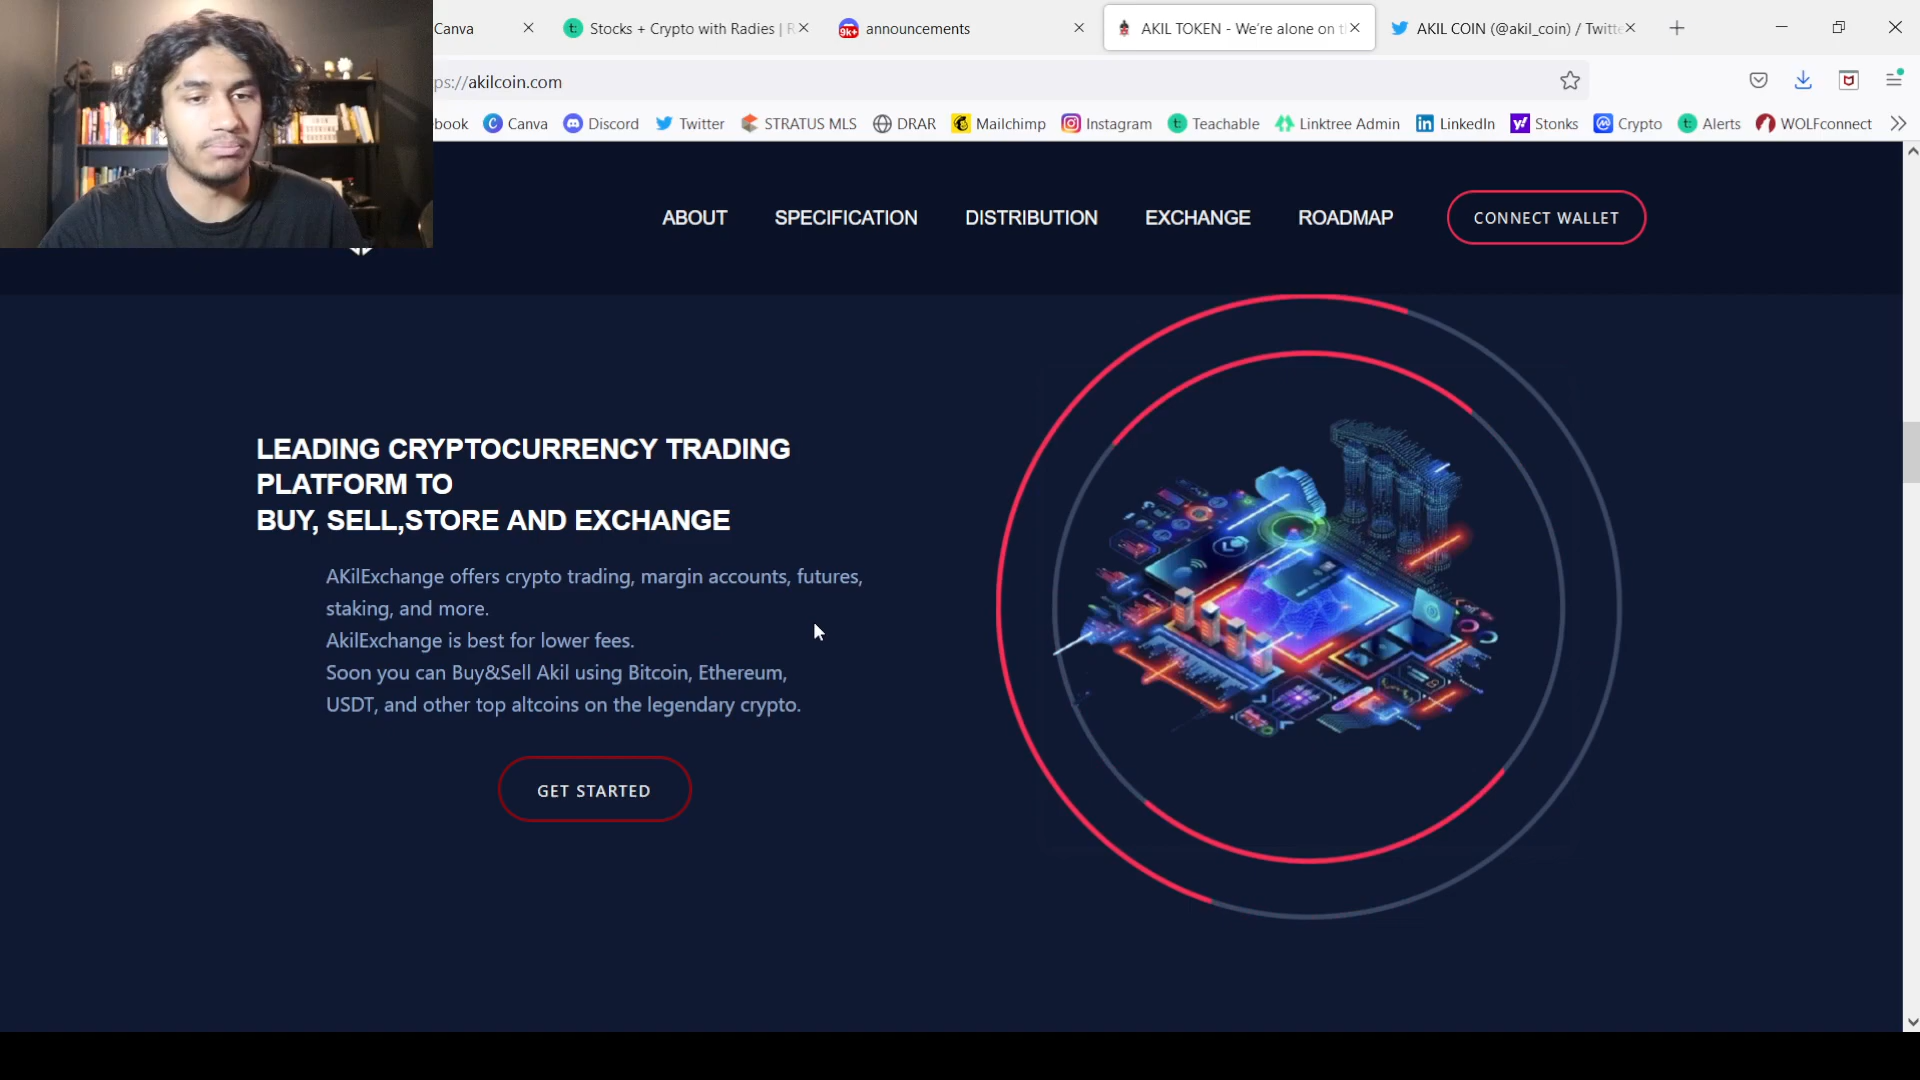 Canva
Stocks + Crypto with Radies | R
9k+ announcements
AKIL TOKEN - We're alone on t
AKIL COIN (@akil_coin) / Twitte
ps://akilcoin.com
book Canva Discord Twitter STRATUS MLS DRAR Mailchimp Instagram Teachable Linktree Admin LinkedIn Stonks Crypto Alerts WOLFconnect
ABOUT SPECIFICATION DISTRIBUTION EXCHANGE ROADMAP CONNECT WALLET
LEADING CRYPTOCURRENCY TRADING
PLATFORM TO
BUY, SELL,STORE AND EXCHANGE
AKilExchange offers crypto trading, margin accounts, futures,
staking, and more.
AkilExchange is best for lower fees.
Soon you can Buy&Sell Akil using Bitcoin, Ethereum,
USDT, and other top altcoins on the legendary crypto.
GET STARTED